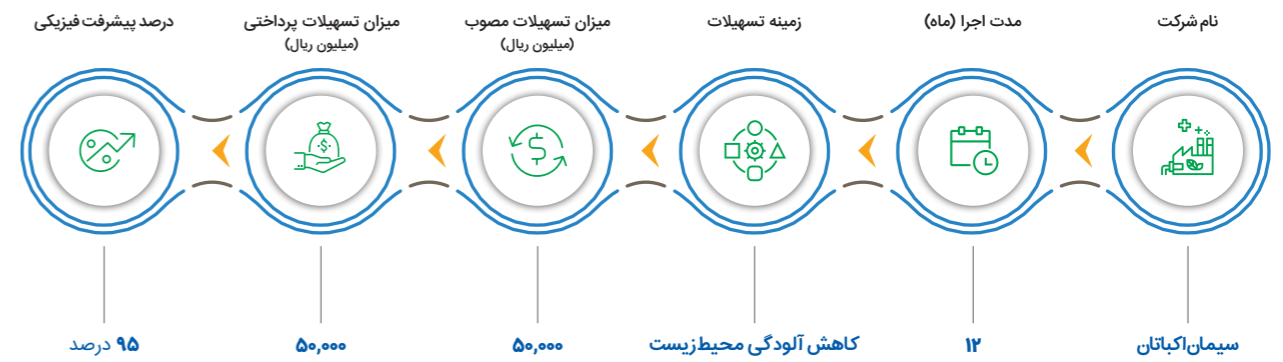 نام شرکت
مدت اجرا (ماه)
زمینه تسهیلات
میزان تسهیلات مصوب
(میلیون ریال)
میزان تسهیلات پرداختی
(میلیون ریال)
درصد پیشرفت فیزیکی
$
$
سیمان اکباتان
۱۲
کاهش آلودگی محیط زیست
۵۰,۰۰۰
۵۰,۰۰۰
۹۵ درصد